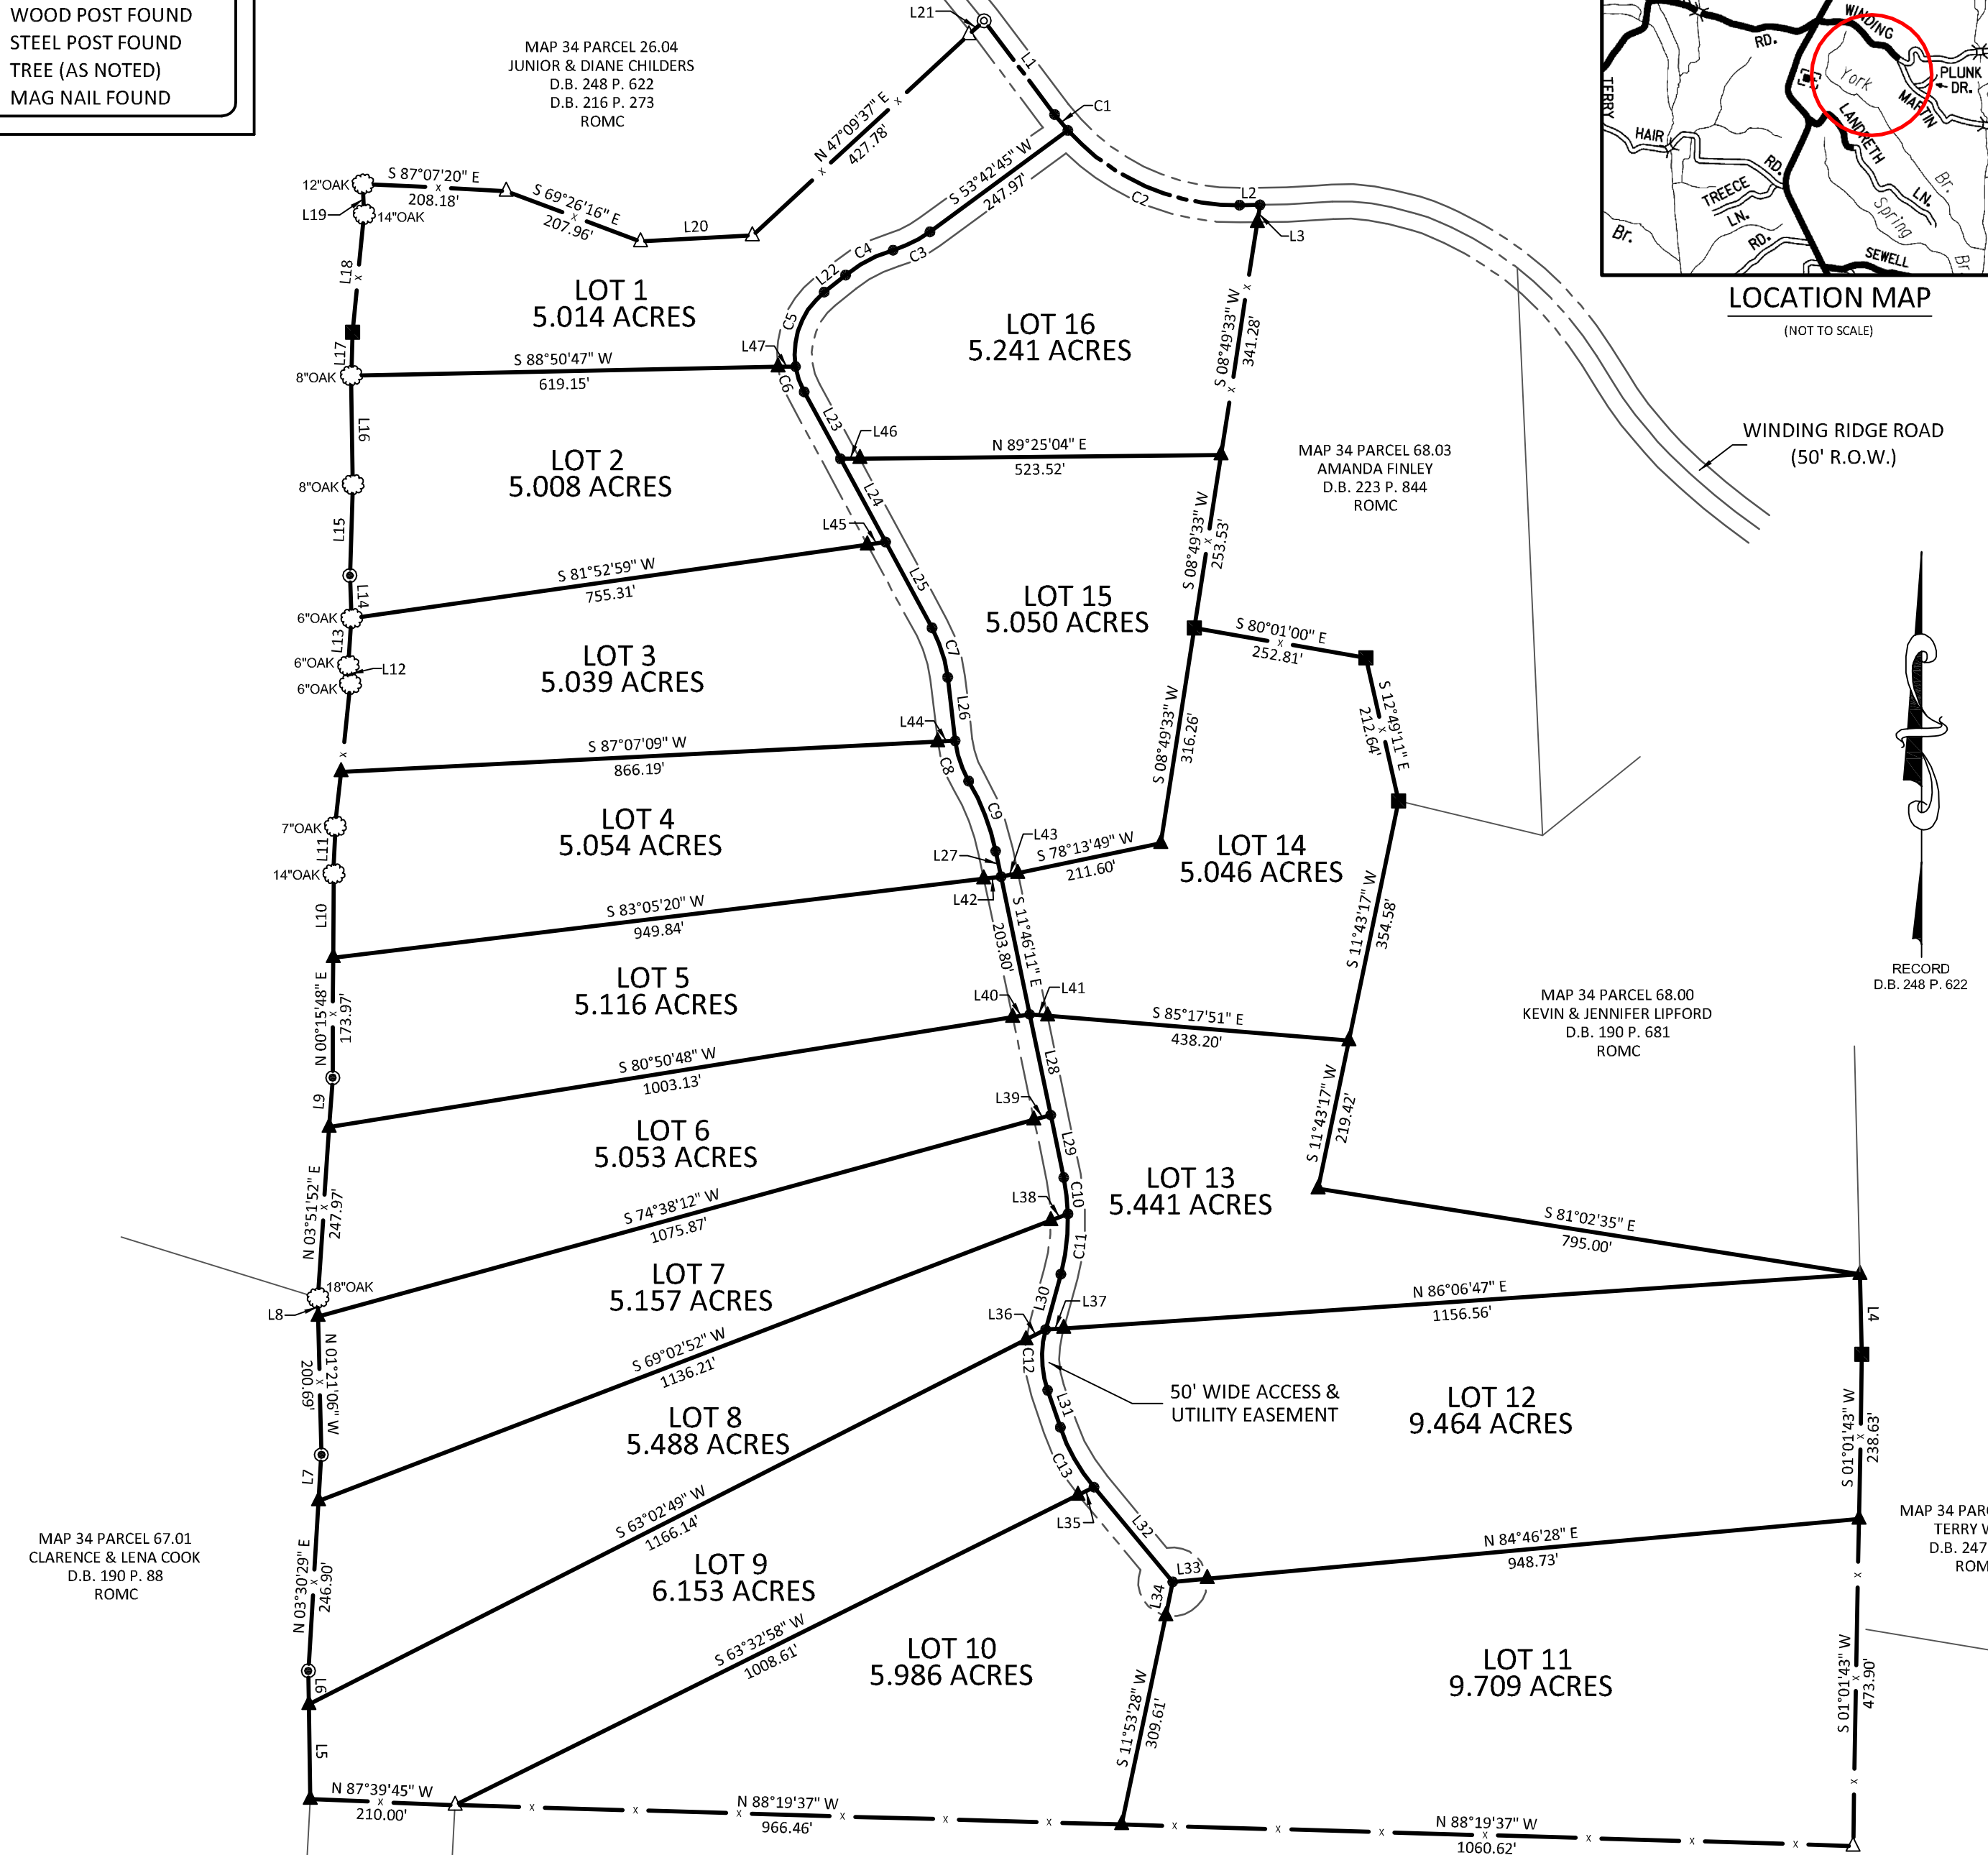 WOOD POST FOUND
STEEL POST FOUND
TREE (AS NOTED)
MAG NAIL FOUND
MAP 34 PARCEL 26.04
JUNIOR & DIANE CHILDERS
D.B. 248 P. 622
D.B. 216 P. 273
ROMC
L21
L1
C1
C2
L2
L3
WINDING
RD.
York
PLUNK
DR.
MARTIN
TERRY
HAIR
RD.
LANDRETH
LN.
TREECE
LN.
RD.
Br.
Spring
Br.
Br.
SEWELL
LOCATION MAP
(NOT TO SCALE)
N 47°09'37" E
427.78'
S 53°42'45" W
247.97'
12"OAK
S 87°07'20" E
208.18'
L19
14"OAK
S 69°26'16" E
207.96'
L20
L18
L22
C4
C3
C5
LOT 1
5.014 ACRES
LOT 16
5.241 ACRES
S 08°49'33" W
341.28'
L17
8"OAK
S 88°50'47" W
619.15'
L47
C6
L23
L46
N 89°25'04" E
523.52'
WINDING RIDGE ROAD
(50' R.O.W.)
MAP 34 PARCEL 68.03
AMANDA FINLEY
D.B. 223 P. 844
ROMC
L16
8"OAK
LOT 2
5.008 ACRES
L24
L45
L15
L14
S 81°52'59" W
755.31'
S 08°49'33" W
253.53'
L25
LOT 15
5.050 ACRES
6"OAK
L13
6"OAK
L12
6"OAK
LOT 3
5.039 ACRES
C7
L26
S 80°01'00" E
252.81'
S 12°49'11" E
212.64'
S 08°49'33" W
316.26'
L44
S 87°07'09" W
866.19'
C8
C9
LOT 4
5.054 ACRES
7"OAK
L11
14"OAK
L27
L43
S 78°13'49" W
211.60'
LOT 14
5.046 ACRES
L42
L10
S 83°05'20" W
949.84'
S 11°46'11" E
203.80'
S 11°43'17" W
354.58'
RECORD
D.B. 248 P. 622
N 00°15'48" E
173.97'
LOT 5
5.116 ACRES
L40
L41
S 85°17'51" E
438.20'
MAP 34 PARCEL 68.00
KEVIN & JENNIFER LIPFORD
D.B. 190 P. 681
ROMC
L9
S 80°50'48" W
1003.13'
L28
L39
LOT 6
5.053 ACRES
L29
S 11°43'17" W
219.42'
N 03°51'52" E
247.97'
S 74°38'12" W
1075.87'
L38
C10
LOT 13
5.441 ACRES
S 81°02'35" E
795.00'
C11
18"OAK
L8
LOT 7
5.157 ACRES
L30
L36
L37
N 86°06'47" E
1156.56'
L4
N 01°21'06" W
200.69'
S 69°02'52" W
1136.21'
C12
50' WIDE ACCESS &
UTILITY EASEMENT
L31
LOT 12
9.464 ACRES
S 01°01'43" W
238.63'
LOT 8
5.488 ACRES
L7
C13
L35
L32
S 63°02'49" W
1166.14'
N 84°46'28" E
948.73'
MAP 34 PARCEL 67.01
CLARENCE & LENA COOK
D.B. 190 P. 88
ROMC
MAP 34 PARC
TERRY W
D.B. 247
ROM
N 03°30'29" E
246.90'
LOT 9
6.153 ACRES
L33
L34
S 63°32'58" W
1008.61'
LOT 10
5.986 ACRES
LOT 11
9.709 ACRES
L6
S 11°53'28" W
309.61'
S 01°01'43" W
473.90'
L5
N 87°39'45" W
210.00'
N 88°19'37" W
966.46'
N 88°19'37" W
1060.62'